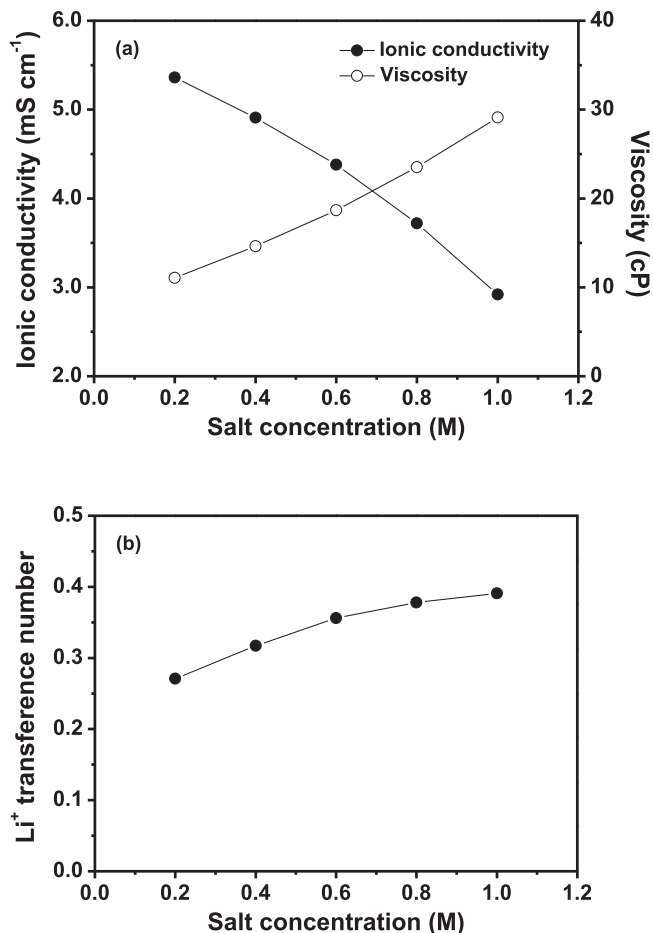 6.0
40
(a)
Ionic conductivity
Viscosity
5.0
30
4.0
20
3.0
10
2.0
0
Ionic conductivity (mS cm⁻¹)
Viscosity (cP)
0.0 0.2 0.4 0.6 0.8 1.0 1.2
Salt concentration (M)
0.5
(b)
0.4
0.3
0.2
0.1
0.0
Li⁺ transference number
0.0 0.2 0.4 0.6 0.8 1.0 1.2
Salt concentration (M)